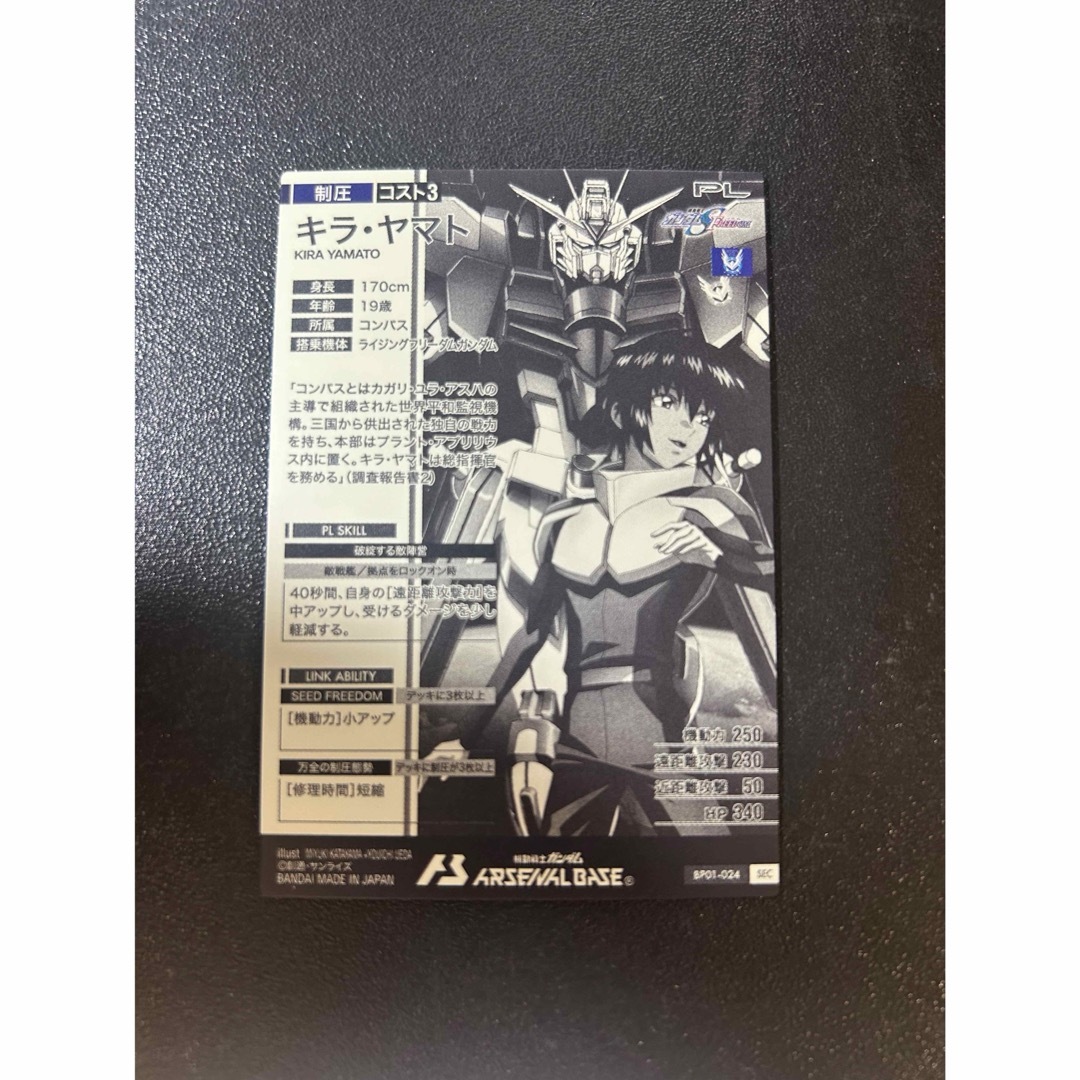 制圧 コスト3
PL
キラ・ヤマト
KIRA YAMATO
身長 170cm
年齢 19歳
所属 コンパス
搭乗機体 ライジングフリーダムガンダム
「コンパスとはカガリ・ユラ・アスハの
主導で組織された世界平和監視機
構。三国から供出された独自の戦力
を持ち、本部はプラント・アプリリウ
ス内に置く。キラ・ヤマトは総指揮官
を務める」(調査報告書2)
PL SKILL
破綻する敵陣営
敵戦艦/拠点をロックオン時
40秒間、自身の[遠距離攻撃力]を
中アップし、受けるダメージを少し
軽減する。
LINK ABILITY
SEED FREEDOM デッキに3枚以上
[機動力]小アップ
万全の制圧態勢 デッキに制圧が3枚以上
[修理時間]短縮
機動力 250
遠距離攻撃 230
近距離攻撃 50
HP 340
illust MIYUKI KATAYAMA+KOUICHI UEDA
©創通・サンライズ
BANDAI MADE IN JAPAN
機動戦士ガンダム
ARSENAL BASE®
BP01-024 SEC